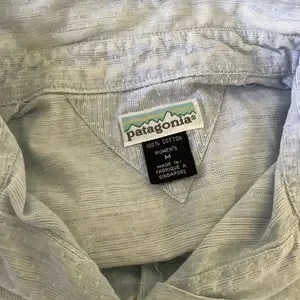 patagonia®
100% COTTON
WOMEN'S
M
MADE IN/
FABRIQUE A
SINGAPORE